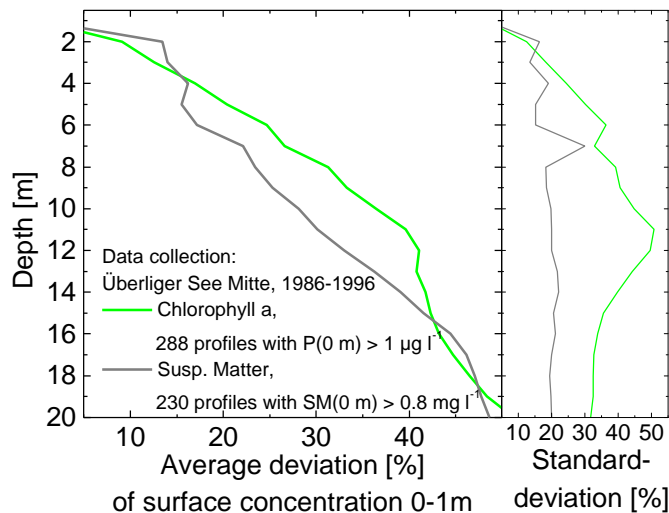 2
4
6
8
10
12
14
16
18
20
Depth [m]
Data collection:
Überliger See Mitte, 1986-1996
Chlorophyll a,
288 profiles with P(0 m) > 1 µg l⁻¹
Susp. Matter,
230 profiles with SM(0 m) > 0.8 mg l⁻¹
10 20 30 40
Average deviation [%]
of surface concentration 0-1m
10 20 30 40 50
Standard-
deviation [%]